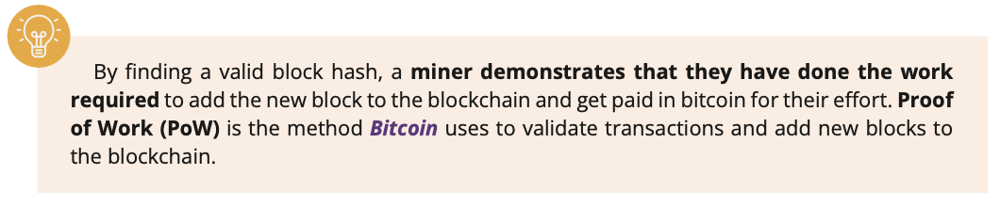 By finding a valid block hash, a miner demonstrates that they have done the work
required to add the new block to the blockchain and get paid in bitcoin for their effort. Proof
of Work (PoW) is the method Bitcoin uses to validate transactions and add new blocks to
the blockchain.